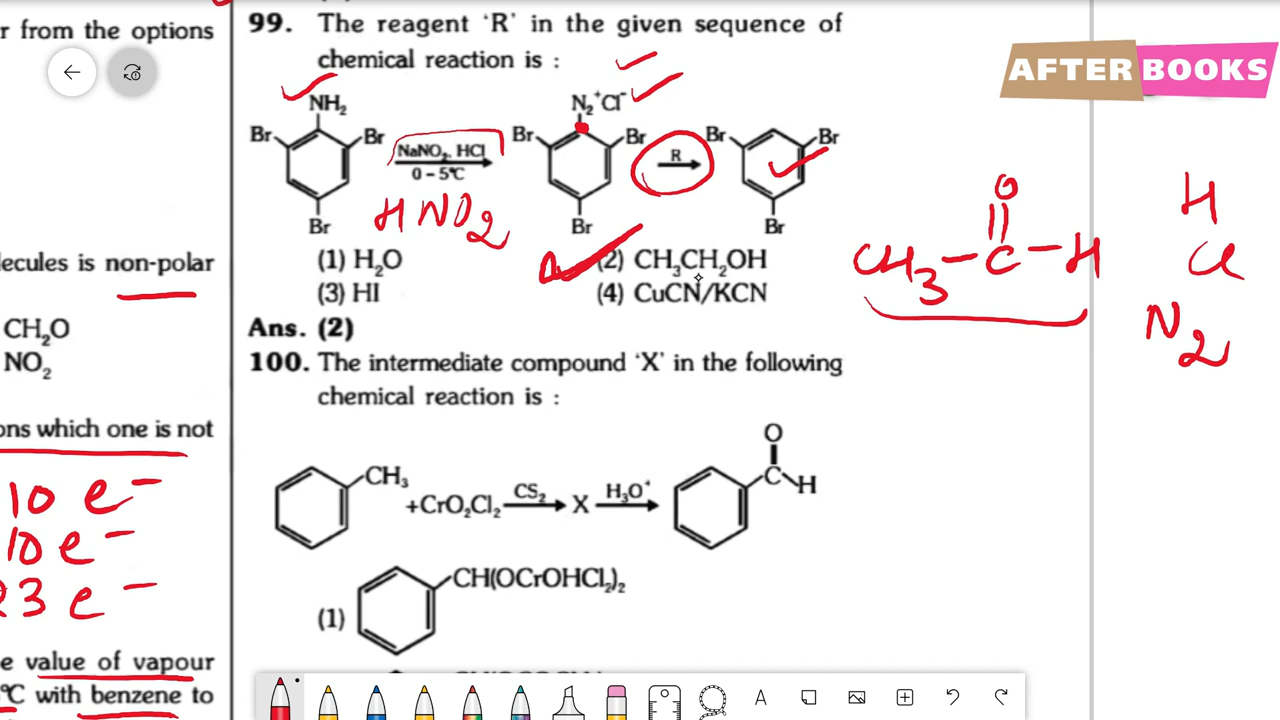 r from the options
lecules is non-polar
CH₂O
NO₂
ons which one is not
10 e⁻
10 e⁻
23 e⁻
e value of vapour
°C with benzene to
99. The reagent 'R' in the given sequence of
chemical reaction is :
NH₂
Br
Br
Br
NaNO₂, HCl
0 – 5°C
HNO₂
N₂⁺Cl⁻
Br
Br
Br
R
Br
Br
Br
(1) H₂O
(2) CH₃CH₂OH
(3) HI
(4) CuCN/KCN
Ans. (2)
100. The intermediate compound 'X' in the following
chemical reaction is :
CH₃
+CrO₂Cl₂
CS₂
X
H₃O⁺
O
C
H
(1)
CH(OCrOHCl₂)₂
AFTER BOOKS
O
CH₃–C–H
H
Cl
N₂
A